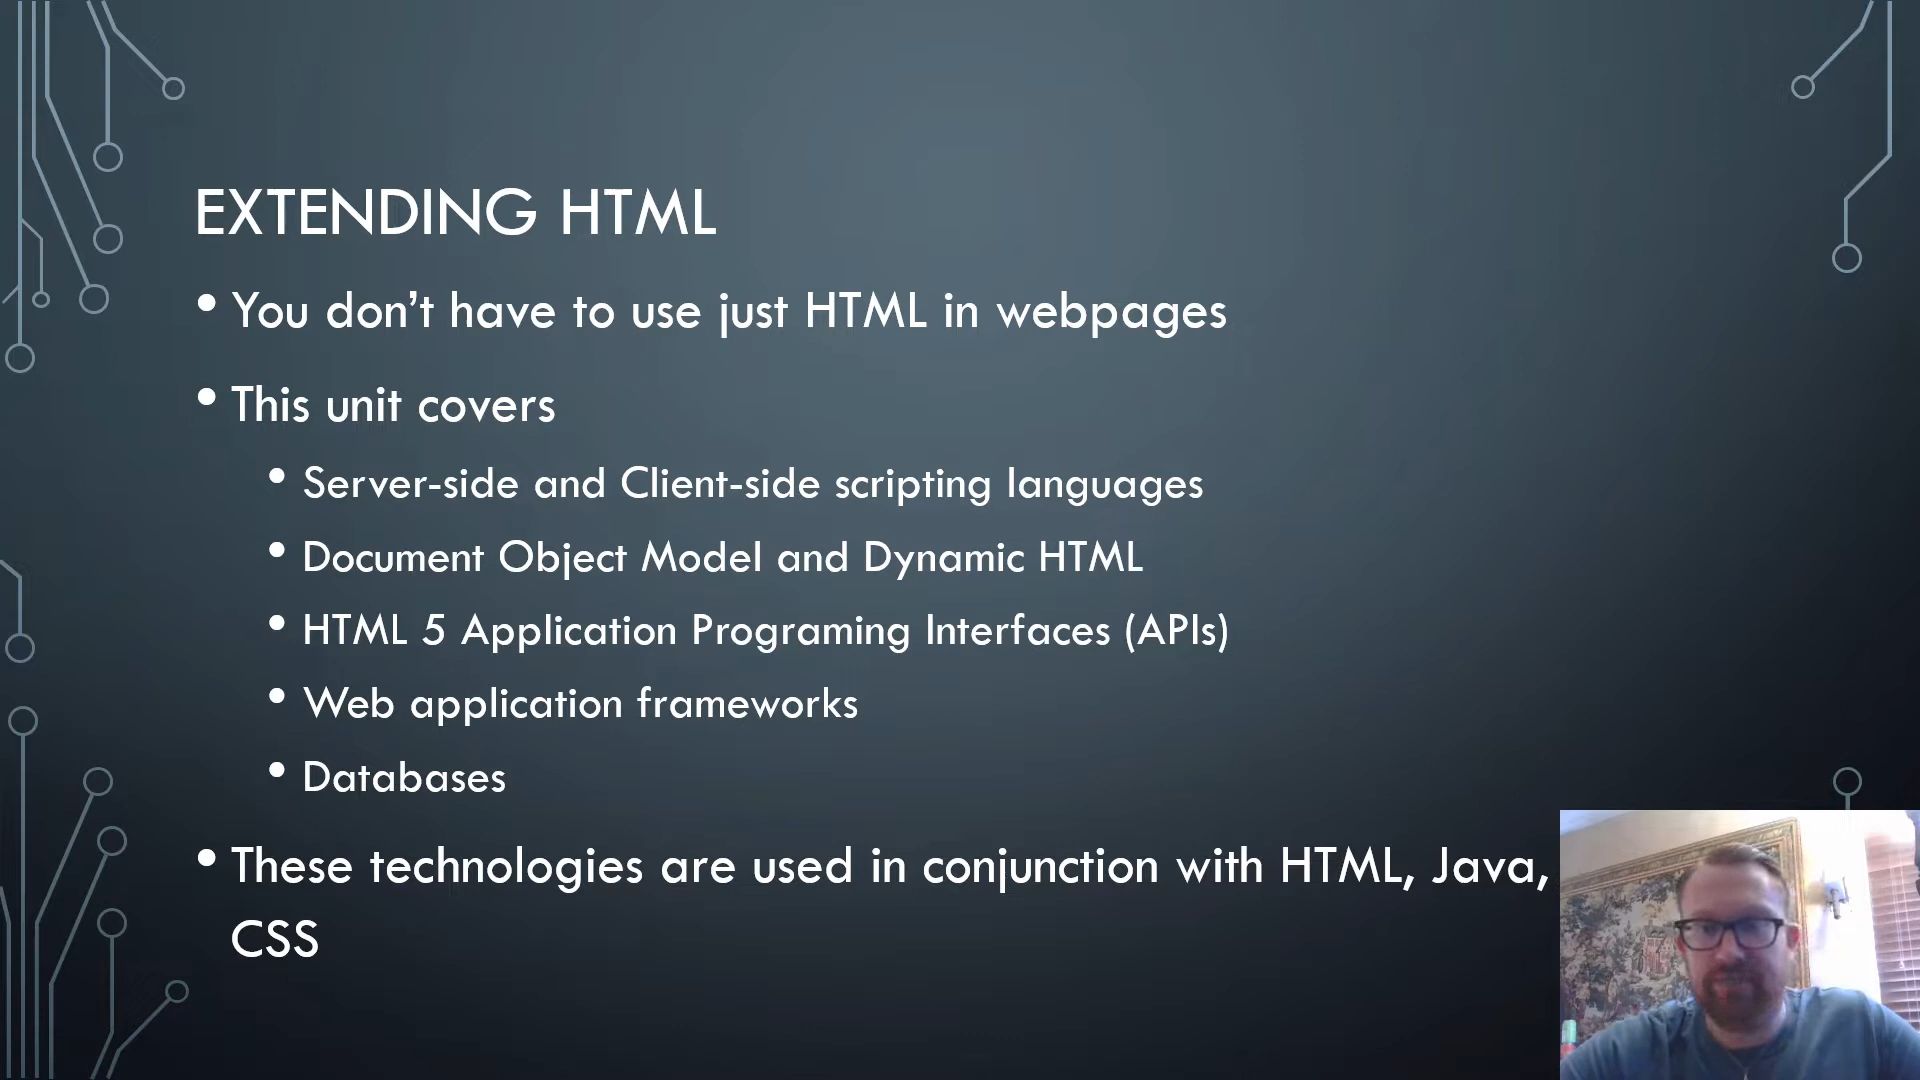 EXTENDING HTML
• You don’t have to use just HTML in webpages
• This unit covers
• Server-side and Client-side scripting languages
• Document Object Model and Dynamic HTML
• HTML 5 Application Programing Interfaces (APIs)
• Web application frameworks
• Databases
• These technologies are used in conjunction with HTML, Java,
CSS